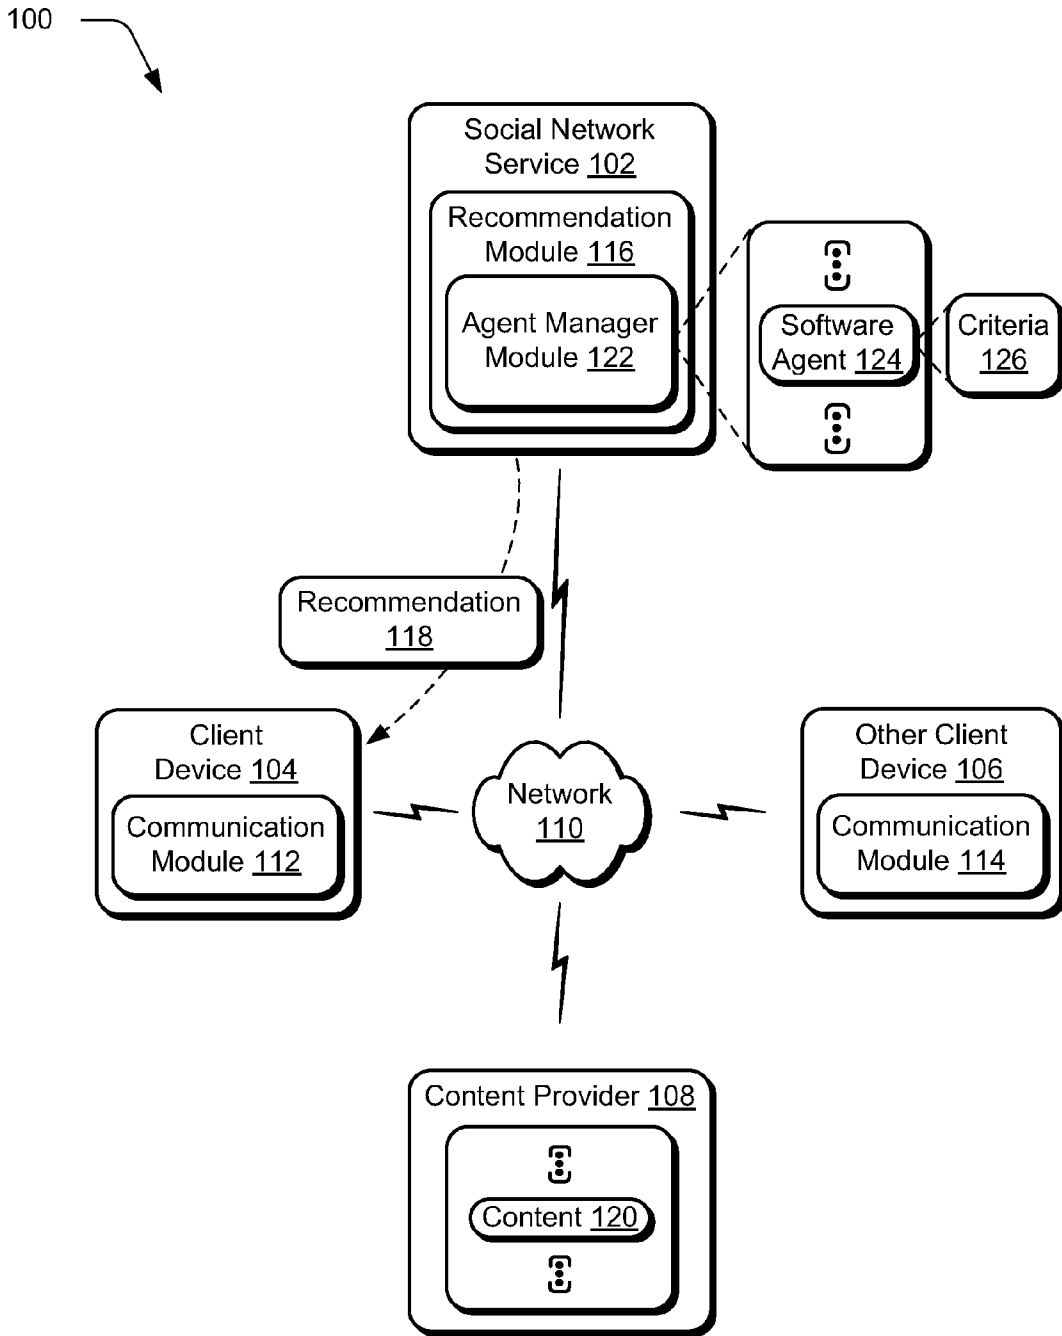 100
Social Network
Service 102
Recommendation
Module 116
Agent Manager
Module 122
Software
Agent 124
Criteria
126
Recommendation
118
Client
Device 104
Communication
Module 112
Network
110
Other Client
Device 106
Communication
Module 114
Content Provider 108
Content 120